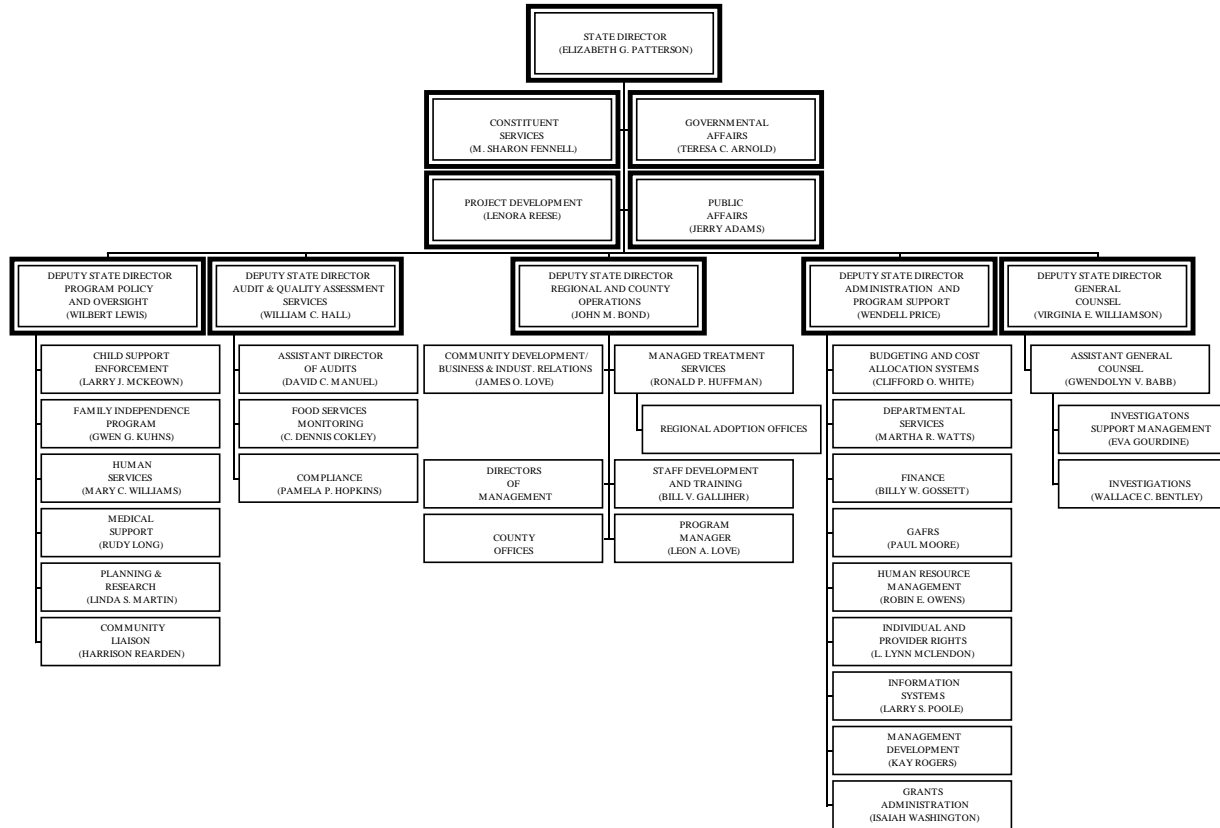 STATE DIRECTOR
(ELIZABETH G. PATTERSON)
CONSTITUENT
SERVICES
(M. SHARON FENNELL)
GOVERNMENTAL
AFFAIRS
(TERESA C. ARNOLD)
PROJECT DEVELOPMENT
(LENORA REESE)
PUBLIC
AFFAIRS
(JERRY ADAMS)
DEPUTY STATE DIRECTOR
PROGRAM POLICY
AND OVERSIGHT
(WILBERT LEWIS)
CHILD SUPPORT
ENFORCEMENT
(LARRY J. MCKEOWN)
FAMILY INDEPENDENCE
PROGRAM
(GWEN G. KUHNS)
HUMAN
SERVICES
(MARY C. WILLIAMS)
MEDICAL
SUPPORT
(RUDY LONG)
PLANNING &
RESEARCH
(LINDA S. MARTIN)
COMMUNITY
LIAISON
(HARRISON REARDEN)
DEPUTY STATE DIRECTOR
AUDIT & QUALITY ASSESSMENT
SERVICES
(WILLIAM C. HALL)
ASSISTANT DIRECTOR
OF AUDITS
(DAVID C. MANUEL)
FOOD SERVICES
MONITORING
(C. DENNIS COKLEY)
COMPLIANCE
(PAMELA P. HOPKINS)
DEPUTY STATE DIRECTOR
REGIONAL AND COUNTY
OPERATIONS
(JOHN M. BOND)
COMMUNITY DEVELOPMENT/
BUSINESS & INDUST. RELATIONS
(JAMES O. LOVE)
MANAGED TREATMENT
SERVICES
(RONALD P. HUFFMAN)
REGIONAL ADOPTION OFFICES
DIRECTORS
OF
MANAGEMENT
STAFF DEVELOPMENT
AND TRAINING
(BILL V. GALLIHER)
COUNTY
OFFICES
PROGRAM
MANAGER
(LEON A. LOVE)
DEPUTY STATE DIRECTOR
ADMINISTRATION AND
PROGRAM SUPPORT
(WENDELL PRICE)
BUDGETING AND COST
ALLOCATION SYSTEMS
(CLIFFORD O. WHITE)
DEPARTMENTAL
SERVICES
(MARTHA R. WATTS)
FINANCE
(BILLY W. GOSSETT)
GAFRS
(PAUL MOORE)
HUMAN RESOURCE
MANAGEMENT
(ROBIN E. OWENS)
INDIVIDUAL AND
PROVIDER RIGHTS
(L. LYNN MCLENDON)
INFORMATION
SYSTEMS
(LARRY S. POOLE)
MANAGEMENT
DEVELOPMENT
(KAY ROGERS)
GRANTS
ADMINISTRATION
(ISAIAH WASHINGTON)
DEPUTY STATE DIRECTOR
GENERAL
COUNSEL
(VIRGINIA E. WILLIAMSON)
ASSISTANT GENERAL
COUNSEL
(GWENDOLYN V. BABB)
INVESTIGATONS
SUPPORT MANAGEMENT
(EVA GOURDINE)
INVESTIGATIONS
(WALLACE C. BENTLEY)